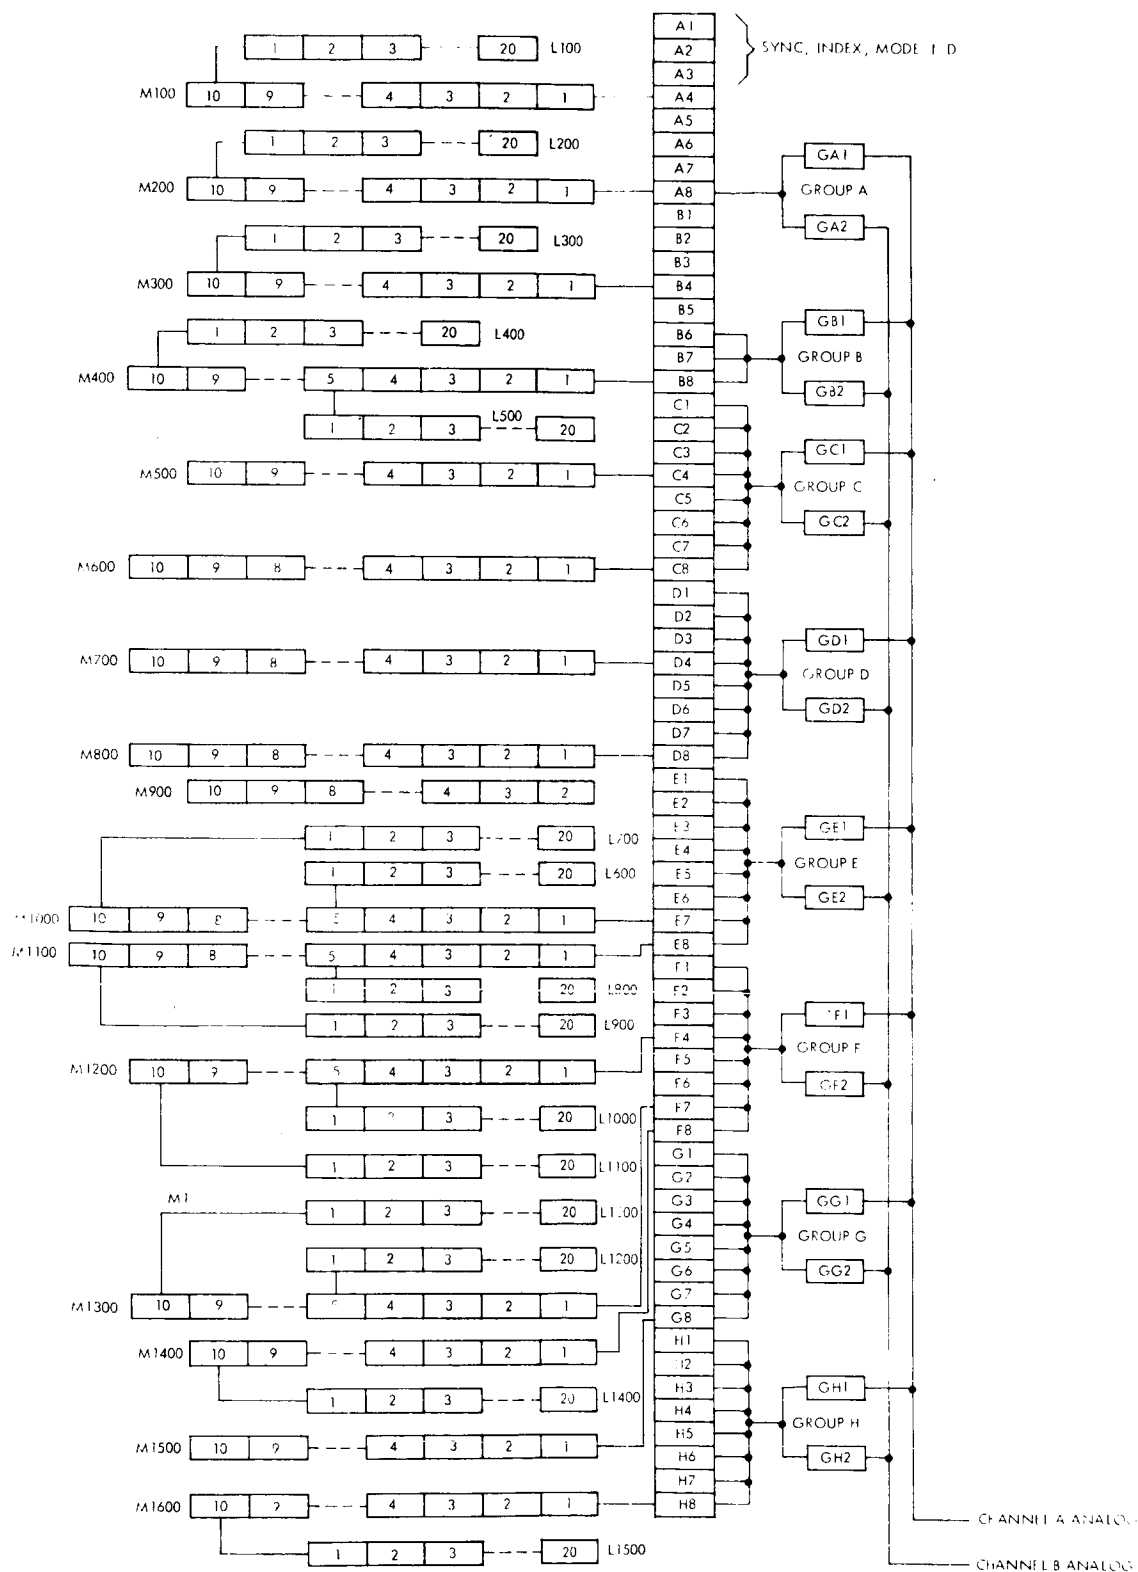 1 2 3 20 L100
M100 10 9 4 3 2 1
1 2 3 20 L200
M200 10 9 4 3 2 1
1 2 3 20 L300
M300 10 9 4 3 2 1
1 2 3 20 L400
M400 10 9 5 4 3 2 1
L500
1 2 3 20
M500 10 9 4 3 2 1
M600 10 9 8 4 3 2 1
M700 10 9 8 4 3 2 1
M800 10 9 8 4 3 2 1
M900 10 9 8 4 3 2
1 2 3 20 L700
1 2 3 20 L600
M1000 10 9 8 4 3 2 1
M1100 10 9 8 5 4 3 2 1
1 2 3 20 L800
1 2 3 20 L900
M1200 10 9 5 4 3 2 1
1 3 20 L1000
1 2 3 20 L1100
M1
1 2 3 20
1 2 3 20 L1200
M1300 10 9 4 3 2 1
M1400 10 9 4 3 2 1
1 2 3 20 L1400
M1500 10 9 4 3 2 1
M1600 10 9 4 3 2 1
1 2 3 20 L1500
A1
A2
A3
A4
A5
A6
A7
A8
B1
B2
B3
B4
B5
B6
B7
B8
C1
C2
C3
C4
C5
C6
C7
C8
D1
D2
D3
D4
D5
D6
D7
D8
E1
E2
E3
E4
E5
E6
E7
E8
F1
F2
F3
F4
F5
F6
F7
F8
G1
G2
G3
G4
G5
G6
G7
G8
H1
H2
H3
H4
H5
H6
H7
H8
SYNC, INDEX, MODE I D
GA1
GROUP A
GA2
GB1
GROUP B
GB2
GC1
GROUP C
GC2
GD1
GROUP D
GD2
GE1
GROUP E
GE2
GF1
GROUP F
GF2
GG1
GROUP G
GG2
GH1
GROUP H
GH2
CHANNEL A ANALOG
CHANNEL B ANALOG